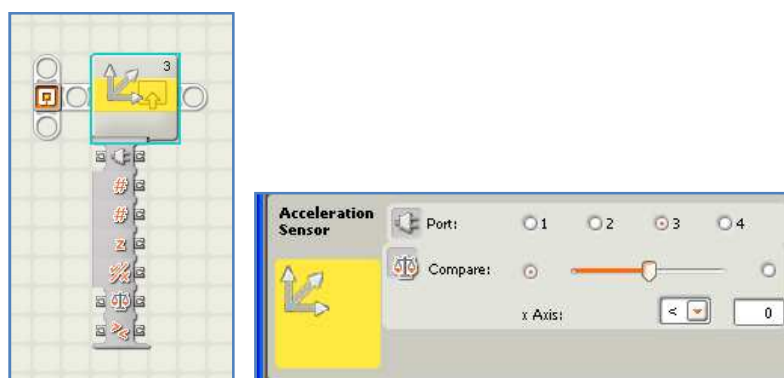 3
#
#
z
Acceleration
Sensor
Port: 1 2 3 4
Compare:
x Axis: < 0